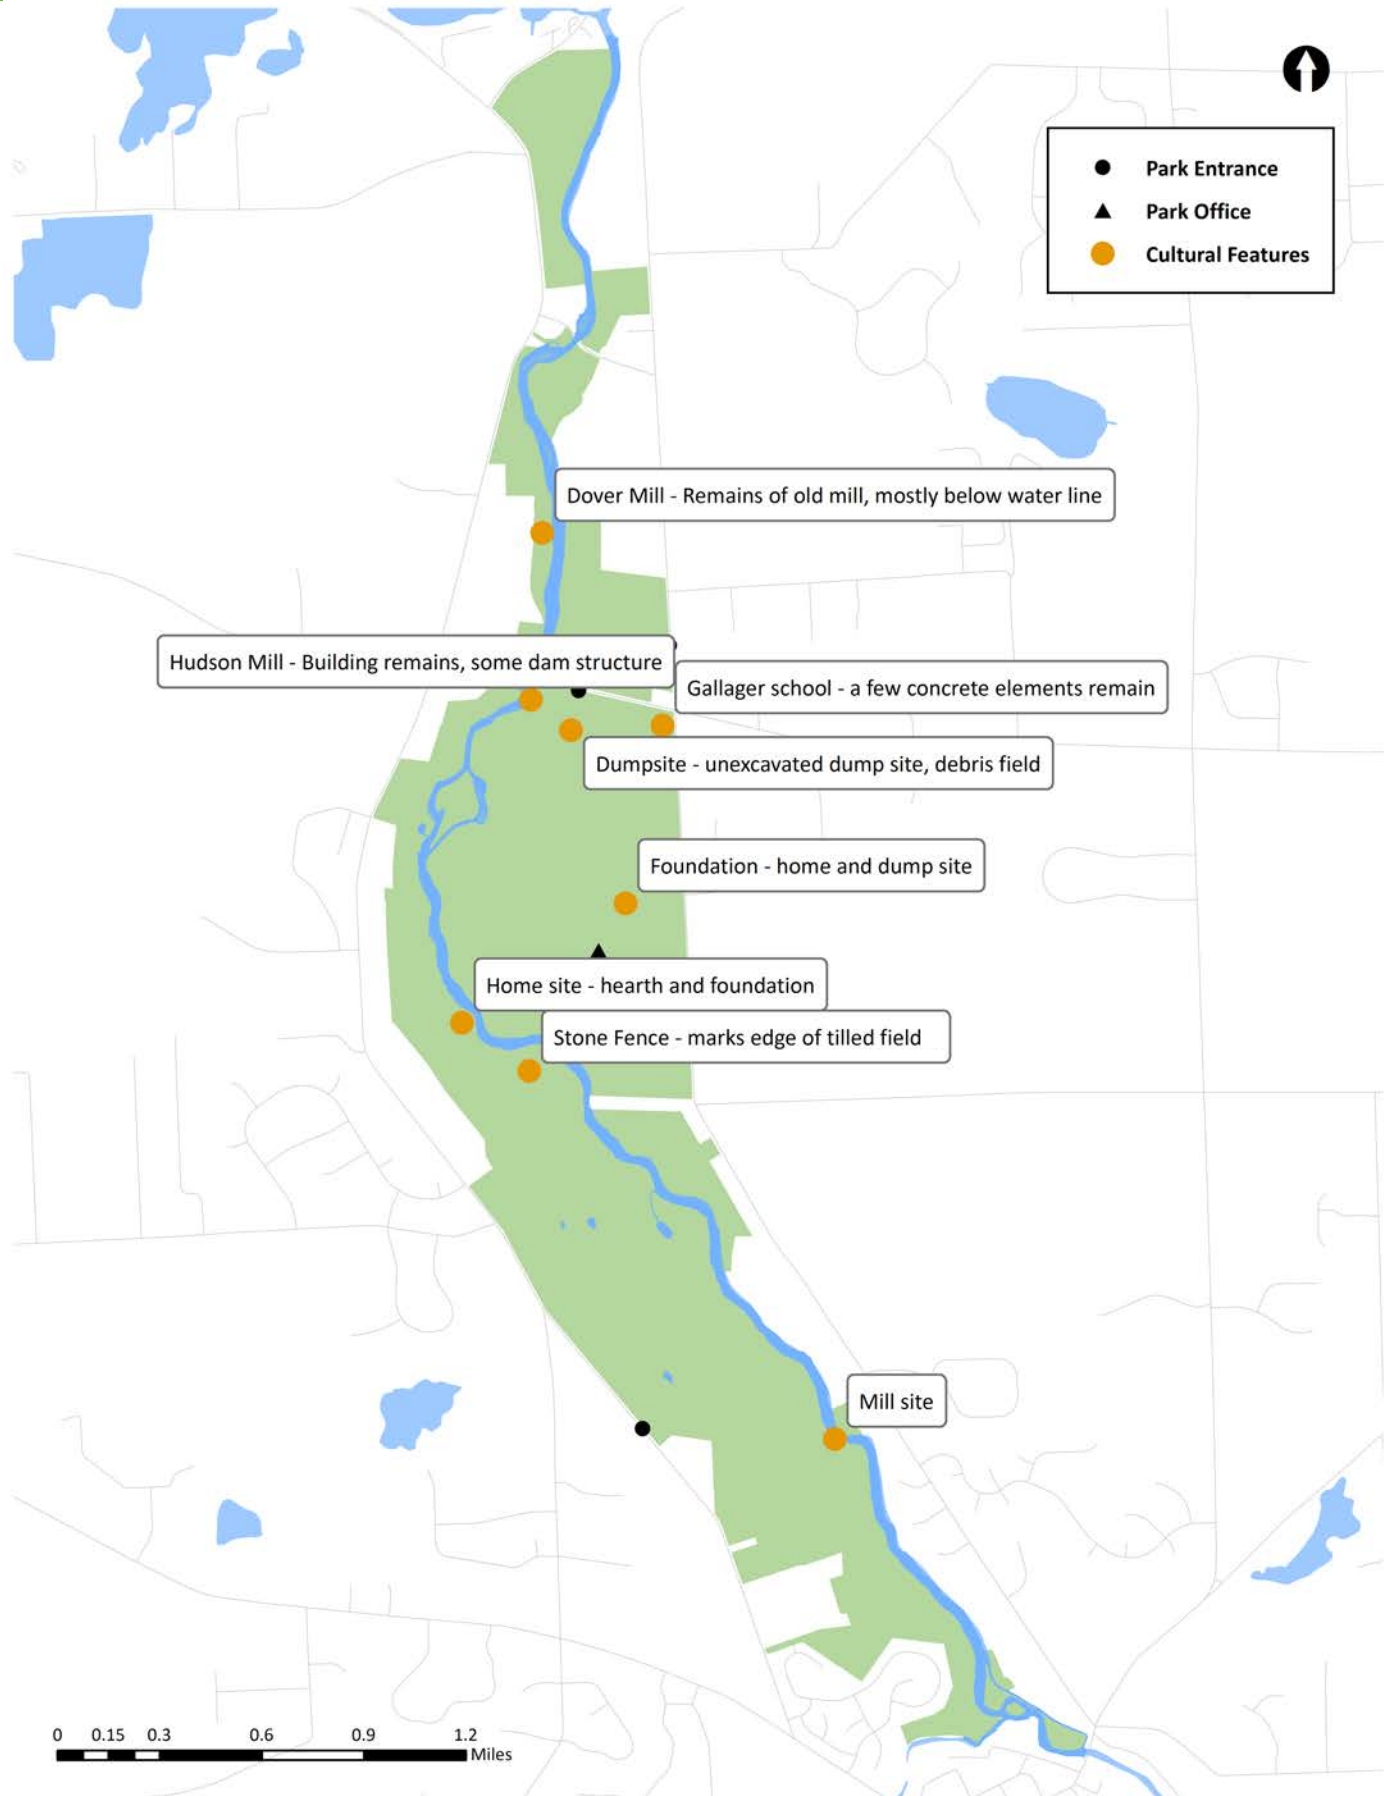 Park Entrance
Park Office
Cultural Features
Dover Mill - Remains of old mill, mostly below water line
Hudson Mill - Building remains, some dam structure
Gallager school - a few concrete elements remain
Dumpsite - unexcavated dump site, debris field
Foundation - home and dump site
Home site - hearth and foundation
Stone Fence - marks edge of tilled field
Mill site
0 0.15 0.3 0.6 0.9 1.2
Miles